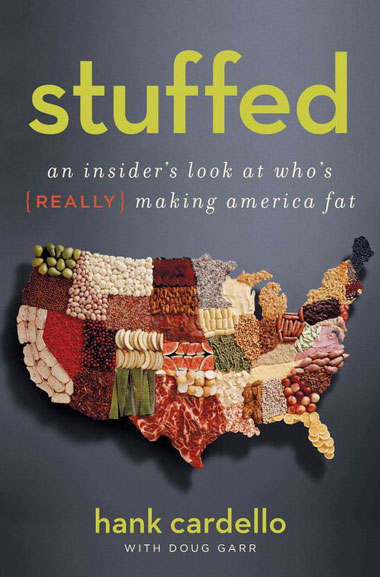 stuffed
an insider's look at who's
{REALLY} making america fat
hank cardello
WITH DOUG GARR